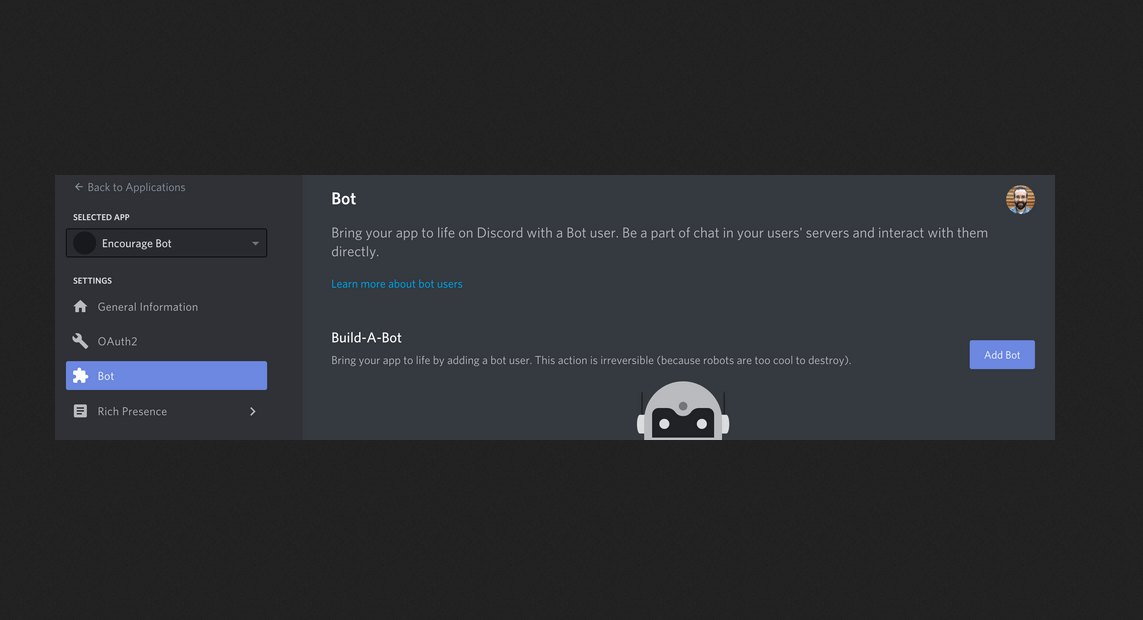 Back to Applications
SELECTED APP
Encourage Bot
SETTINGS
General Information
OAuth2
Bot
Rich Presence
Bot
Bring your app to life on Discord with a Bot user. Be a part of chat in your users' servers and interact with them
directly.
Learn more about bot users
Build-A-Bot
Bring your app to life by adding a bot user. This action is irreversible (because robots are too cool to destroy).
Add Bot